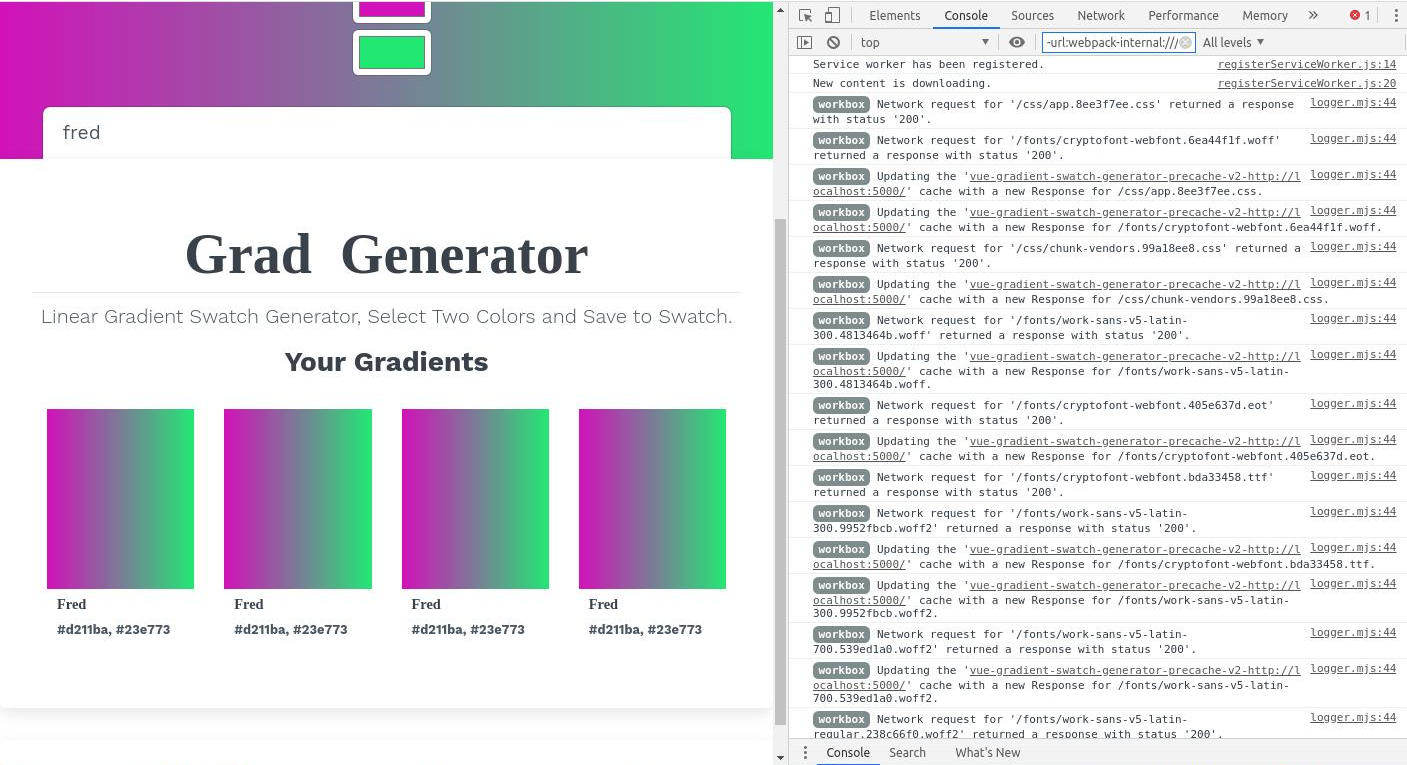 fred
Grad Generator
Linear Gradient Swatch Generator, Select Two Colors and Save to Swatch.
Your Gradients
Fred
#d211ba, #23e773
Fred
#d211ba, #23e773
Fred
#d211ba, #23e773
Fred
#d211ba, #23e773
Elements Console Sources Network Performance Memory » 1
top -url:webpack-internal:/// All levels
Service worker has been registered. registerServiceWorker.js:14
New content is downloading. registerServiceWorker.js:20
workbox Network request for '/css/app.8ee3f7ee.css' returned a response logger.mjs:44
with status '200'.
workbox Network request for '/fonts/cryptofont-webfont.6ea44f1f.woff' logger.mjs:44
returned a response with status '200'.
workbox Updating the 'vue-gradient-swatch-generator-precache-v2-http://l logger.mjs:44
ocalhost:5000/' cache with a new Response for /css/app.8ee3f7ee.css.
workbox Updating the 'vue-gradient-swatch-generator-precache-v2-http://l logger.mjs:44
ocalhost:5000/' cache with a new Response for /fonts/cryptofont-webfont.6ea44f1f.woff.
workbox Network request for '/css/chunk-vendors.99a18ee8.css' returned a logger.mjs:44
response with status '200'.
workbox Updating the 'vue-gradient-swatch-generator-precache-v2-http://l logger.mjs:44
ocalhost:5000/' cache with a new Response for /css/chunk-vendors.99a18ee8.css.
workbox Network request for '/fonts/work-sans-v5-latin- logger.mjs:44
300.4813464b.woff' returned a response with status '200'.
workbox Updating the 'vue-gradient-swatch-generator-precache-v2-http://l logger.mjs:44
ocalhost:5000/' cache with a new Response for /fonts/work-sans-v5-latin-
300.4813464b.woff.
workbox Network request for '/fonts/cryptofont-webfont.405e637d.eot' logger.mjs:44
returned a response with status '200'.
workbox Updating the 'vue-gradient-swatch-generator-precache-v2-http://l logger.mjs:44
ocalhost:5000/' cache with a new Response for /fonts/cryptofont-webfont.405e637d.eot.
workbox Network request for '/fonts/cryptofont-webfont.bda33458.ttf' logger.mjs:44
returned a response with status '200'.
workbox Network request for '/fonts/work-sans-v5-latin- logger.mjs:44
300.9952fbcb.woff2' returned a response with status '200'.
workbox Updating the 'vue-gradient-swatch-generator-precache-v2-http://l logger.mjs:44
ocalhost:5000/' cache with a new Response for /fonts/cryptofont-webfont.bda33458.ttf.
workbox Updating the 'vue-gradient-swatch-generator-precache-v2-http://l logger.mjs:44
ocalhost:5000/' cache with a new Response for /fonts/work-sans-v5-latin-
300.9952fbcb.woff2.
workbox Network request for '/fonts/work-sans-v5-latin- logger.mjs:44
700.539ed1a0.woff2' returned a response with status '200'.
workbox Updating the 'vue-gradient-swatch-generator-precache-v2-http://l logger.mjs:44
ocalhost:5000/' cache with a new Response for /fonts/work-sans-v5-latin-
700.539ed1a0.woff2.
workbox Network request for '/fonts/work-sans-v5-latin- logger.mjs:44
regular.238c66f0.woff2' returned a response with status '200'.
Console Search What's New